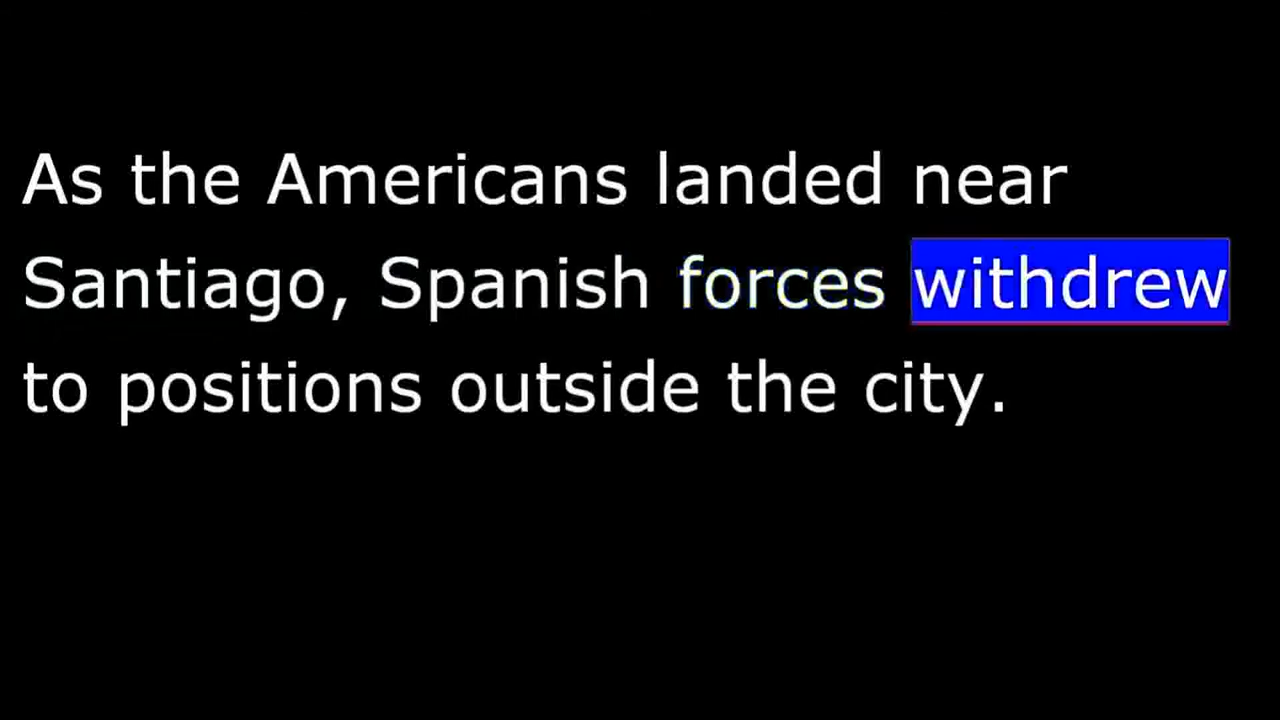 As the Americans landed near
Santiago, Spanish forces withdrew
to positions outside the city.